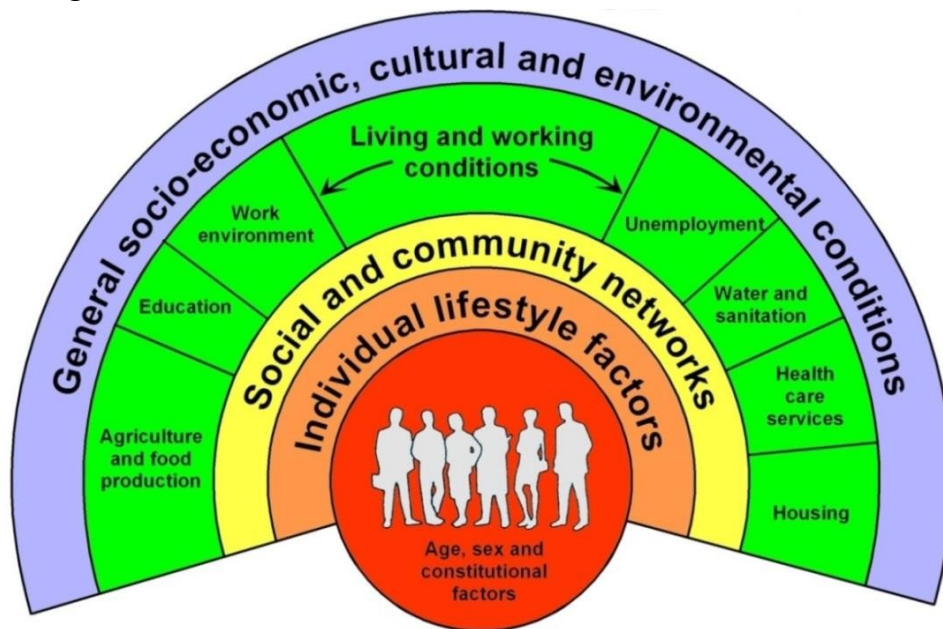 General socio-economic, cultural and environmental conditions
Living and working
conditions
Work
environment
Unemployment
Education
Water and
sanitation
Agriculture
and food
production
Health
care
services
Housing
Social and community networks
Individual lifestyle factors
Age, sex and
constitutional
factors